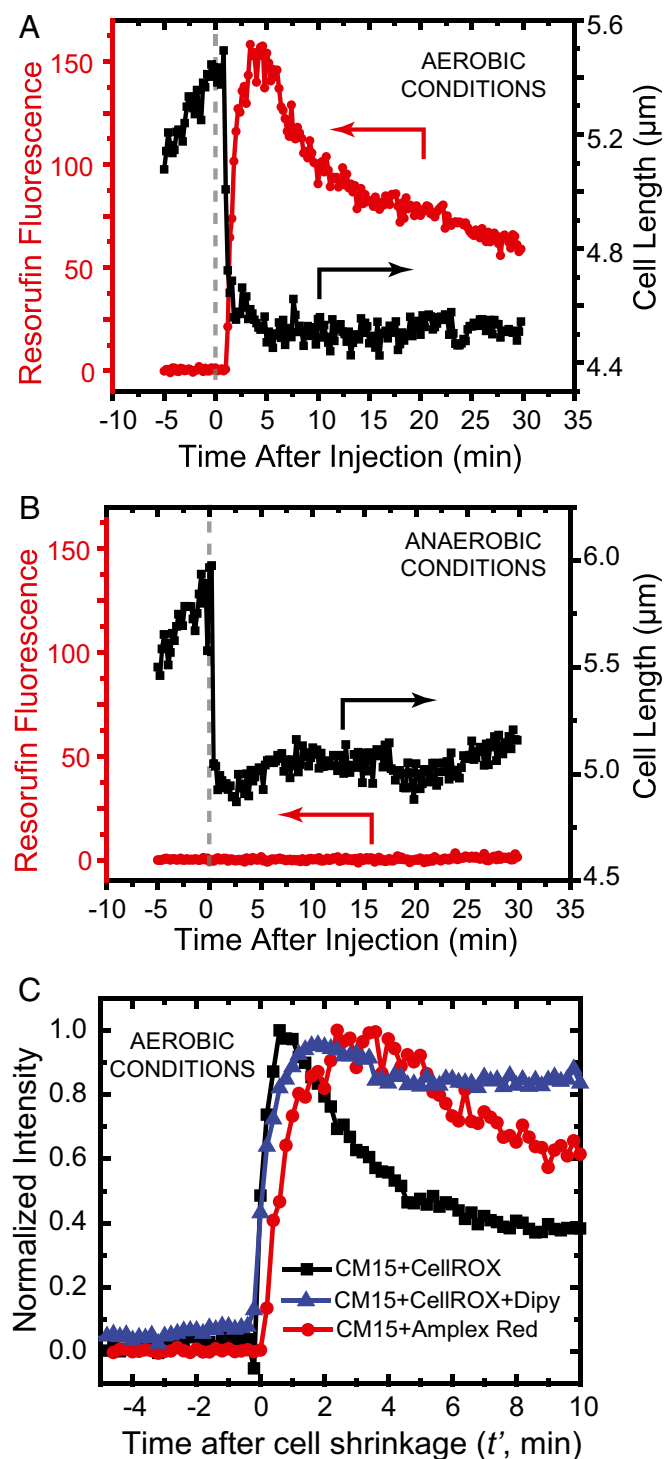 A
AEROBIC
CONDITIONS
Resorufin Fluorescence
150
100
50
0
5.6
5.2
4.8
4.4
Cell Length (µm)
-10 -5 0 5 10 15 20 25 30 35
Time After Injection (min)
B
ANAEROBIC
CONDITIONS
Resorufin Fluorescence
150
100
50
0
6.0
5.5
5.0
4.5
Cell Length (µm)
-10 -5 0 5 10 15 20 25 30 35
Time After Injection (min)
C
AEROBIC
CONDITIONS
Normalized Intensity
1.0
0.8
0.6
0.4
0.2
0.0
CM15+CellROX
CM15+CellROX+Dipy
CM15+Amplex Red
-4 -2 0 2 4 6 8 10
Time after cell shrinkage (t’, min)